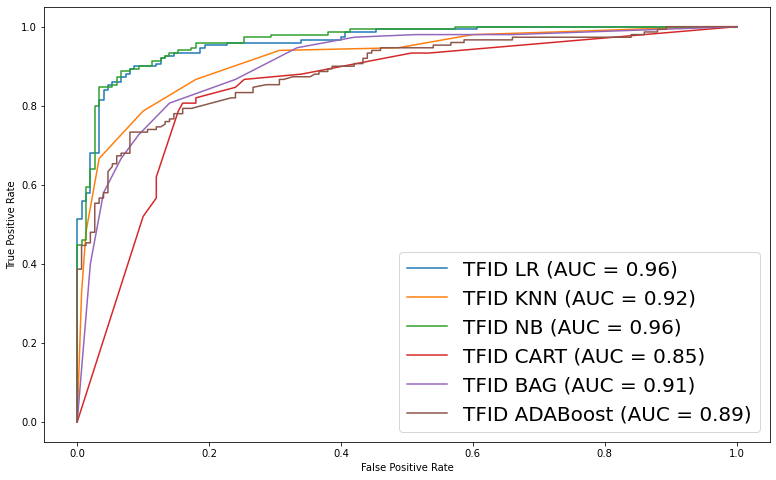 1.0
0.8
0.6
0.4
0.2
0.0
True Positive Rate
TFID LR (AUC = 0.96)
TFID KNN (AUC = 0.92)
TFID NB (AUC = 0.96)
TFID CART (AUC = 0.85)
TFID BAG (AUC = 0.91)
TFID ADABoost (AUC = 0.89)
0.0 0.2 0.4 0.6 0.8 1.0
False Positive Rate